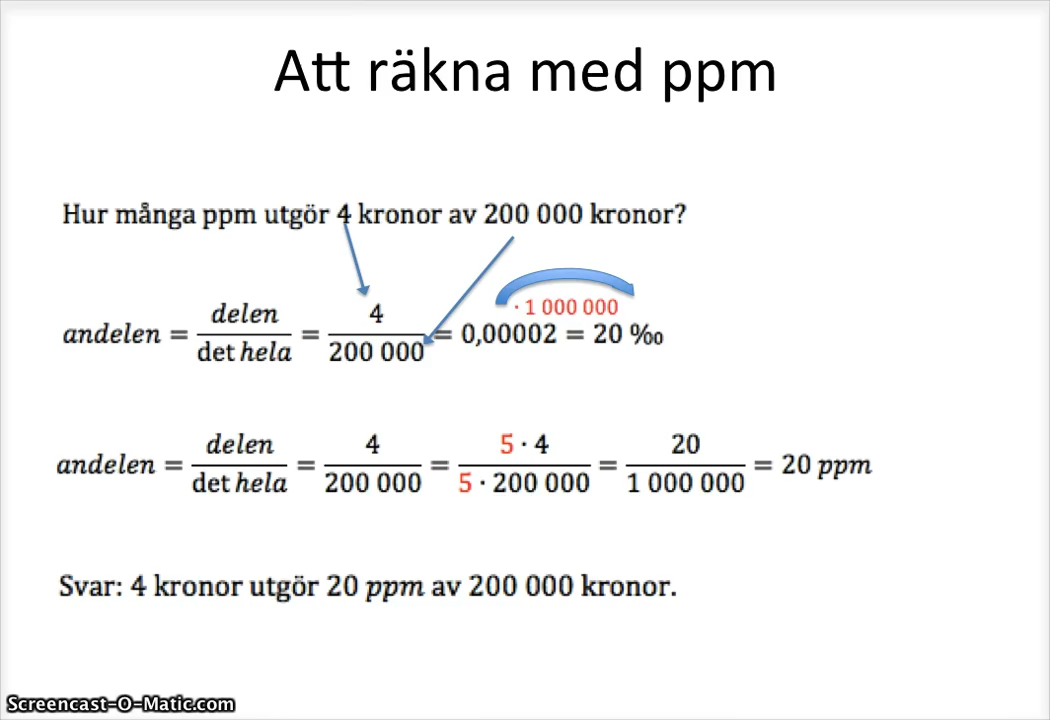 Att räkna med ppm
Hur många ppm utgör 4 kronor av 200 000 kronor?
· 1 000 000
andelen = delen / det hela = 4 / 200 000 = 0,00002 = 20 ‰
andelen = delen / det hela = 4 / 200 000 = 5 · 4 / 5 · 200 000 = 20 / 1 000 000 = 20 ppm
Svar: 4 kronor utgör 20 ppm av 200 000 kronor.
Screencast-O-Matic.com